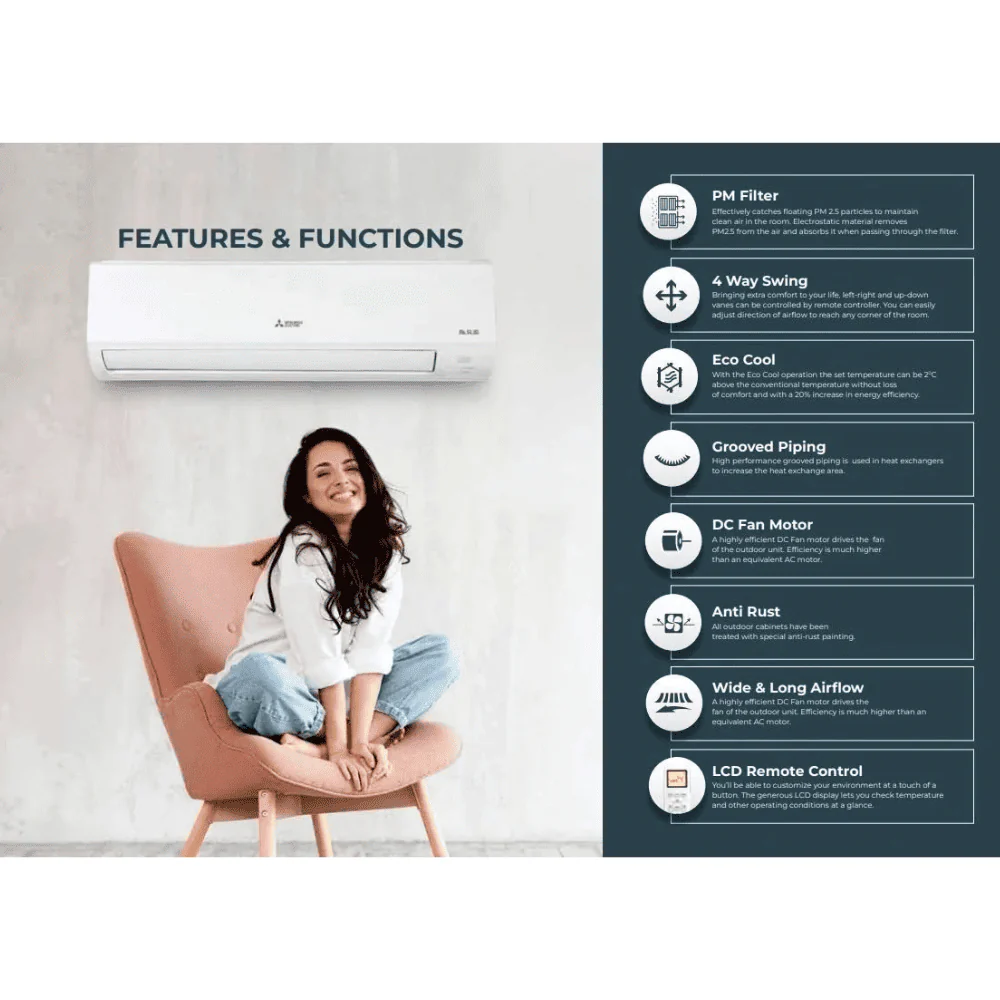 FEATURES & FUNCTIONS
MITSUBISHI
ELECTRIC
PM Filter
Effectively catches floating PM 2.5 particles to maintain
clean air in the room. Electrostatic material removes
PM2.5 from the air and absorbs it when passing through the filter.
4 Way Swing
Bringing extra comfort to your life, left-right and up-down
vanes can be controlled by remote controller. You can easily
adjust direction of airflow to reach any corner of the room.
Eco Cool
With the Eco Cool operation the set temperature can be 2°C
above the conventional temperature without loss
of comfort and with a 20% increase in energy efficiency.
Grooved Piping
High performance grooved piping is used in heat exchangers
to increase the heat exchange area.
DC Fan Motor
A highly efficient DC Fan motor drives the fan
of the outdoor unit. Efficiency is much higher
than an equivalent AC motor.
Anti Rust
All outdoor cabinets have been
treated with special anti-rust painting.
Wide & Long Airflow
A highly efficient DC Fan motor drives the
fan of the outdoor unit. Efficiency is much higher than an
equivalent AC motor.
LCD Remote Control
You'll be able to customize your environment at a touch of a
button. The generous LCD display lets you check temperature
and other operating conditions at a glance.